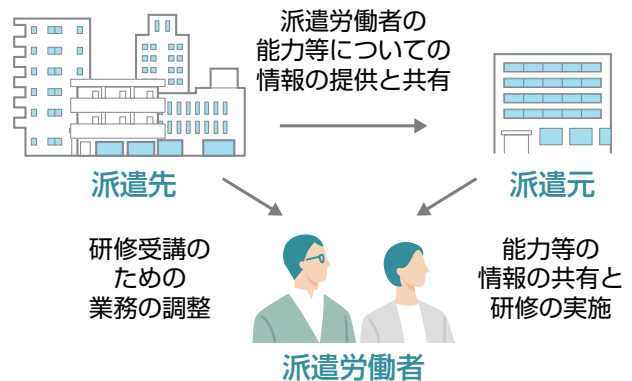 派遣労働者の
能力等についての
情報の提供と共有
派遣先
派遣元
研修受講の
ための
業務の調整
能力等の
情報の共有と
研修の実施
派遣労働者